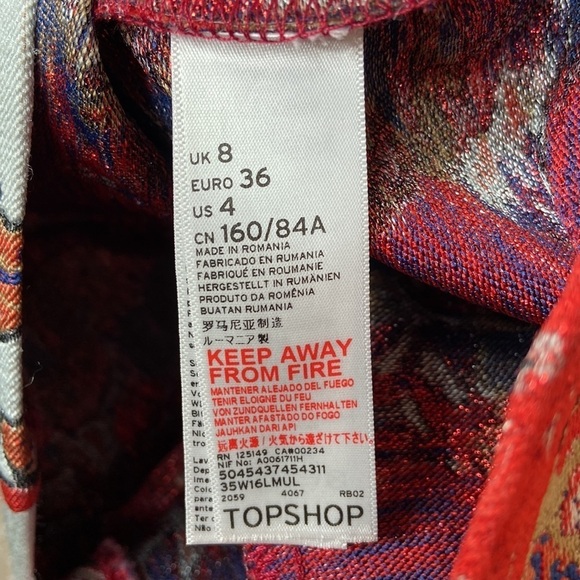 UK 8
EURO 36
US 4
CN 160/84A
MADE IN ROMANIA
FABRICADO EN RUMANIA
FABRIQUÉ EN ROUMANIE
HERGESTELLT IN RUMÄNIEN
PRODUTO DA ROMÊNIA
BUATAN RUMANIA
罗马尼亚制造
ルーマニア製
KEEP AWAY
FROM FIRE
MANTENER ALEJADO DEL FUEGO
TENIR ELOIGNE DU FEU
VON ZUNDQUELLEN FERNHALTEN
MANTER AFASTADO DO FOGO
JAUHKAN DARI API
远离火源！火気から遠ざけて下さい。
RN 125149 CA#00234
NIF No: A0061711H
5045437454311
35W16LMUL
2059 4067 RB02
TOPSHOP